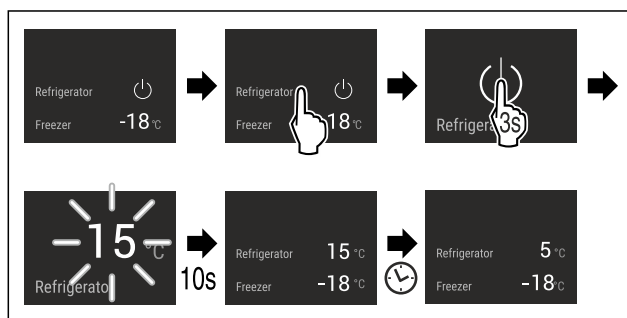 Refrigerator
Freezer -18 °C
Refrigerator
Freezer 18 °C
Refrigera 3s
15 °C
Refrigerato
10s
Refrigerator 15 °C
Freezer -18 °C
Refrigerator 5 °C
Freezer -18°C